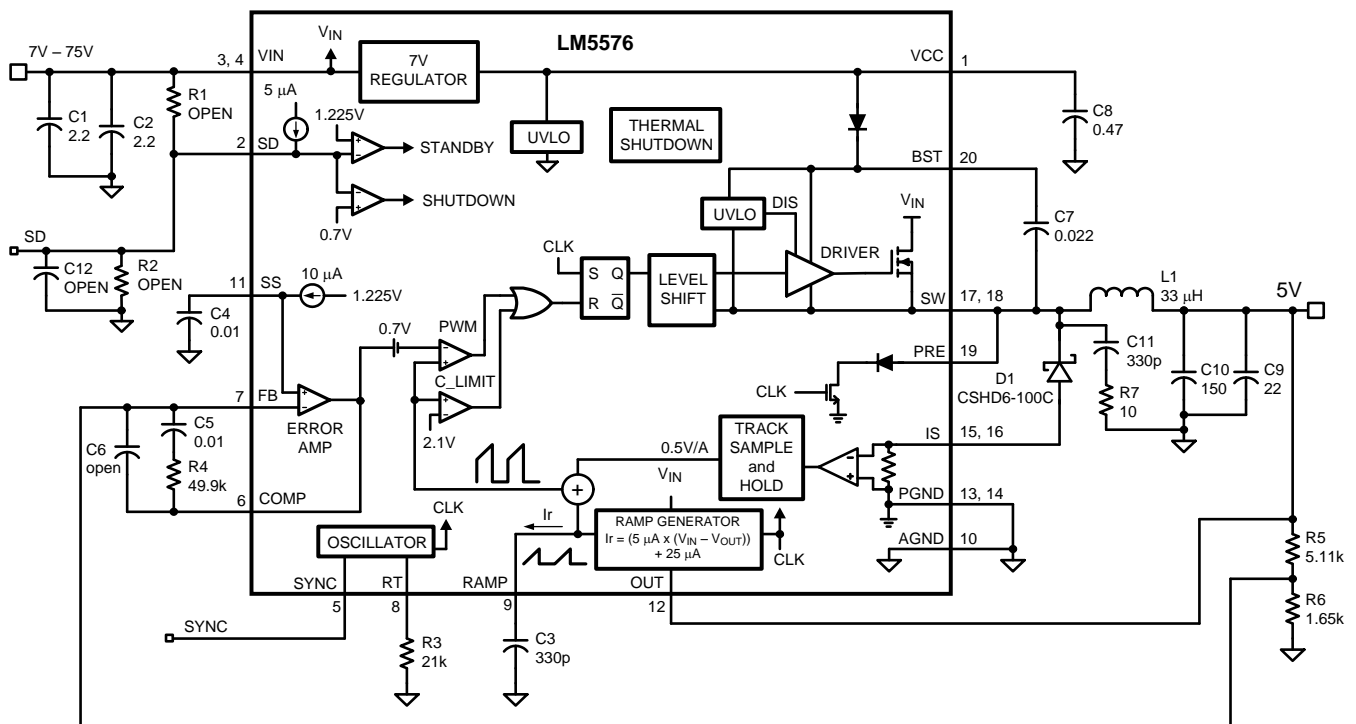 LM5576
7V – 75V
3, 4
VIN
V_IN
7V
REGULATOR
VCC
1
R1
OPEN
C1
2.2
C2
2.2
5 µA
1.225V
STANDBY
2
SD
SHUTDOWN
0.7V
UVLO
THERMAL
SHUTDOWN
C8
0.47
BST
20
UVLO
DIS
V_IN
DRIVER
C7
0.022
SD
C12
OPEN
R2
OPEN
11
SS
10 µA
1.225V
C4
0.01
CLK
S Q
R Q̅
LEVEL
SHIFT
SW
17, 18
L1
33 µH
5V
0.7V
PWM
C_LIMIT
2.1V
PRE
19
CLK
C11
330p
R7
10
D1
CSHD6-100C
C10
150
C9
22
7
FB
ERROR
AMP
C5
0.01
C6
open
R4
49.9k
6
COMP
0.5V/A
TRACK
SAMPLE
and
HOLD
IS
15, 16
PGND
13, 14
AGND
10
V_IN
Ir
RAMP GENERATOR
Ir = (5 µA x (V_IN – V_OUT))
+ 25 µA
CLK
CLK
OSCILLATOR
SYNC
RT
RAMP
OUT
5
8
9
12
SYNC
R3
21k
C3
330p
R5
5.11k
R6
1.65k